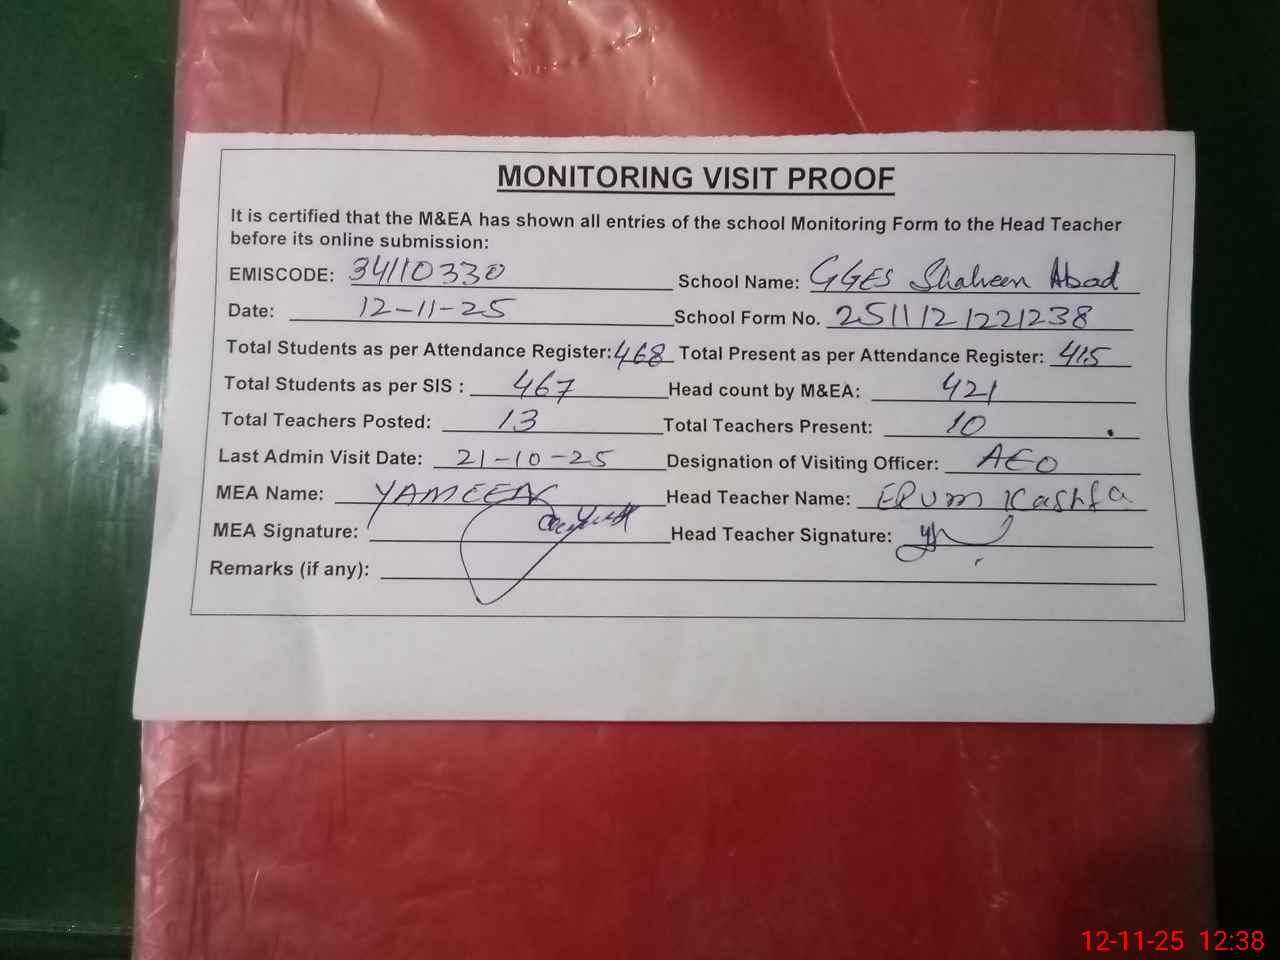 MONITORING VISIT PROOF
It is certified that the M&EA has shown all entries of the school Monitoring Form to the Head Teacher
before its online submission:
EMISCODE: 34110330 School Name: GGES Shaheen Abad
Date: 12-11-25 School Form No. 2511121221238
Total Students as per Attendance Register: 468 Total Present as per Attendance Register: 415
Total Students as per SIS : 467 Head count by M&EA: 421
Total Teachers Posted: 13 Total Teachers Present: 10
Last Admin Visit Date: 21-10-25 Designation of Visiting Officer: AEO
MEA Name: YAMEEN Head Teacher Name: ERUM Kashfa
MEA Signature: Head Teacher Signature:
Remarks (if any):
12-11-25 12:38